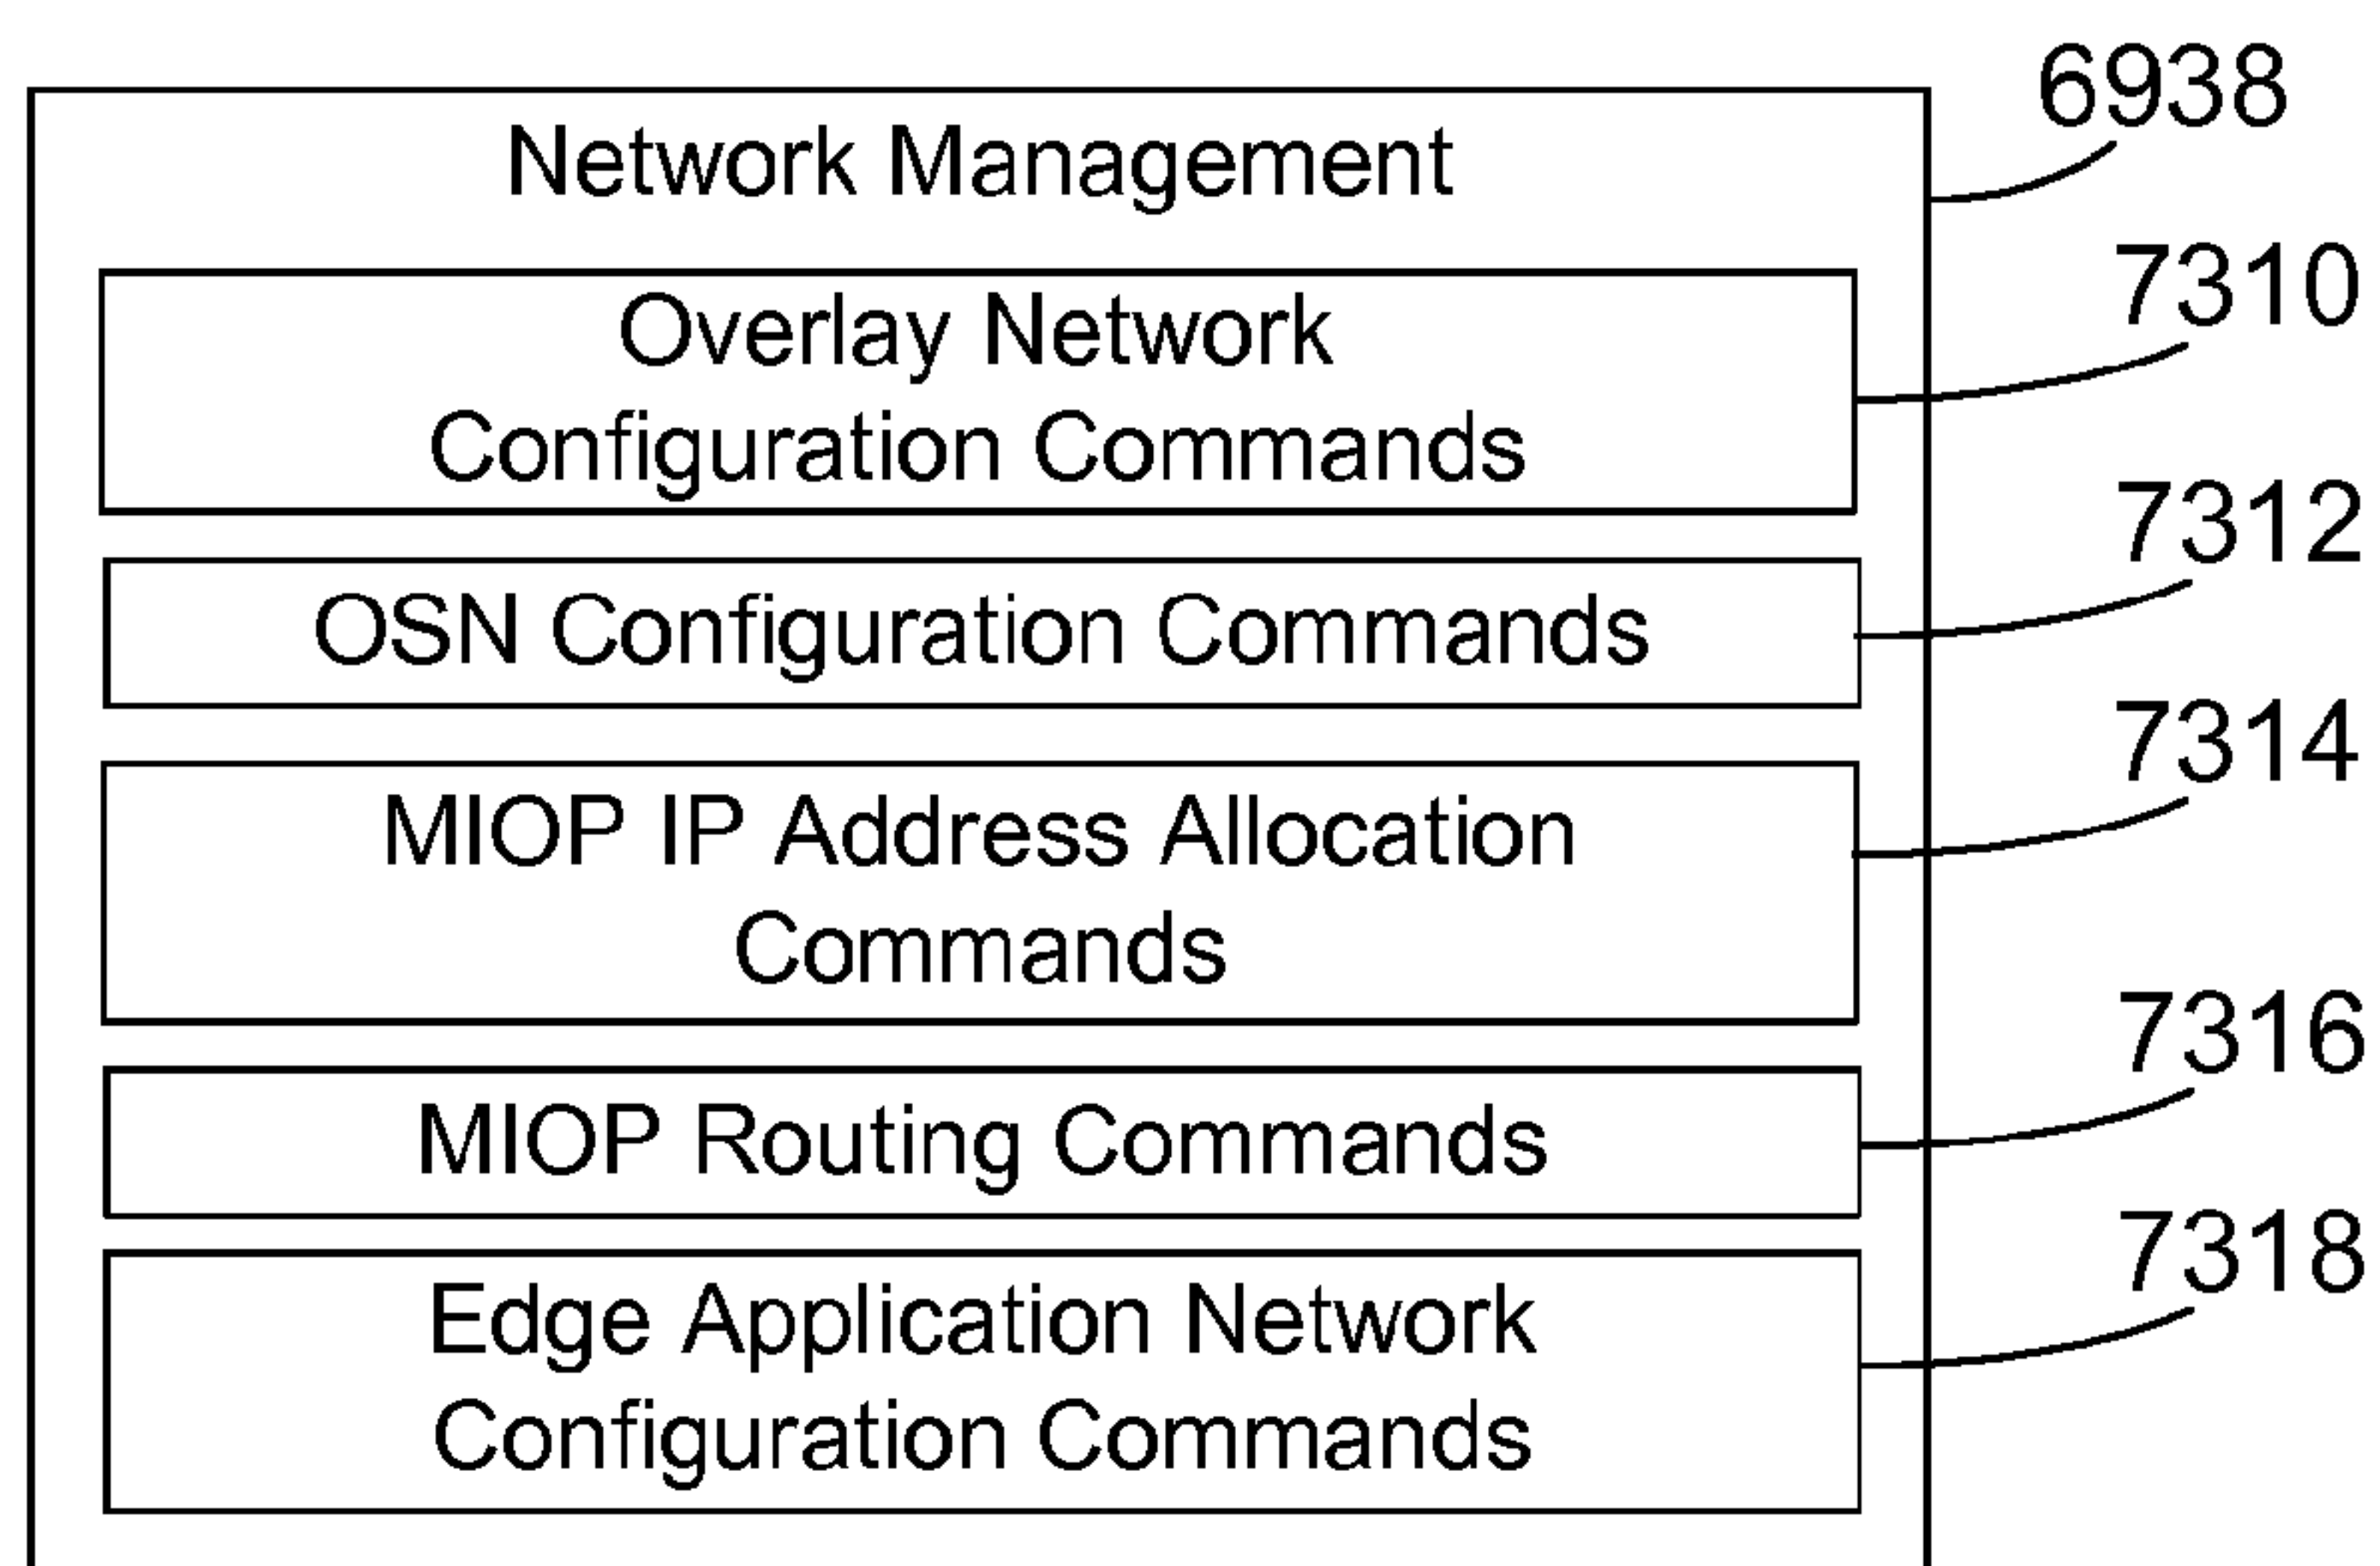 6938
Network Management
7310
Overlay Network
Configuration Commands
7312
OSN Configuration Commands
7314
MIOP IP Address Allocation
Commands
7316
MIOP Routing Commands
7318
Edge Application Network
Configuration Commands